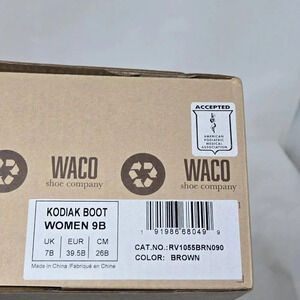 ACCEPTED
AMERICAN
PODIATRIC
MEDICAL
ASSOCIATION
WACO
shoe company
WACO
shoe company
KODIAK BOOT
WOMEN 9B
UK EUR CM
7B 39.5B 26B
Made in China /Fabriqué en Chine
1 91986 68049 9
CAT.NO.:RV1055BRN090
COLOR: BROWN